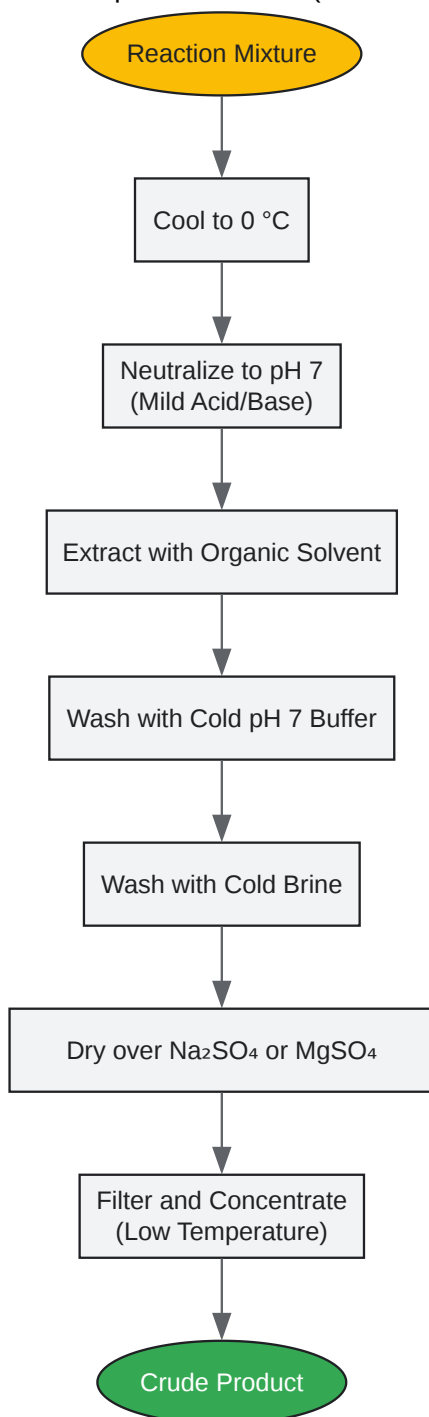 Reaction Mixture
Cool to 0 °C
Neutralize to pH 7
(Mild Acid/Base)
Extract with Organic Solvent
Wash with Cold pH 7 Buffer
Wash with Cold Brine
Dry over Na₂SO₄ or MgSO₄
Filter and Concentrate
(Low Temperature)
Crude Product